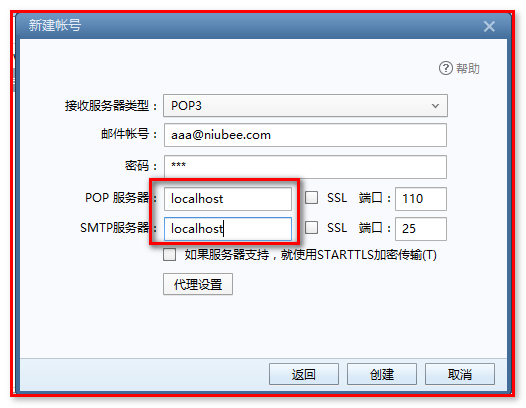 新建帐号
帮助
接收服务器类型： POP3
邮件帐号： aaa@niubee.com
密码： ***
POP 服务器： localhost SSL 端口： 110
SMTP服务器： localhost SSL 端口： 25
如果服务器支持，就使用STARTTLS加密传输(T)
代理设置
返回 创建 取消